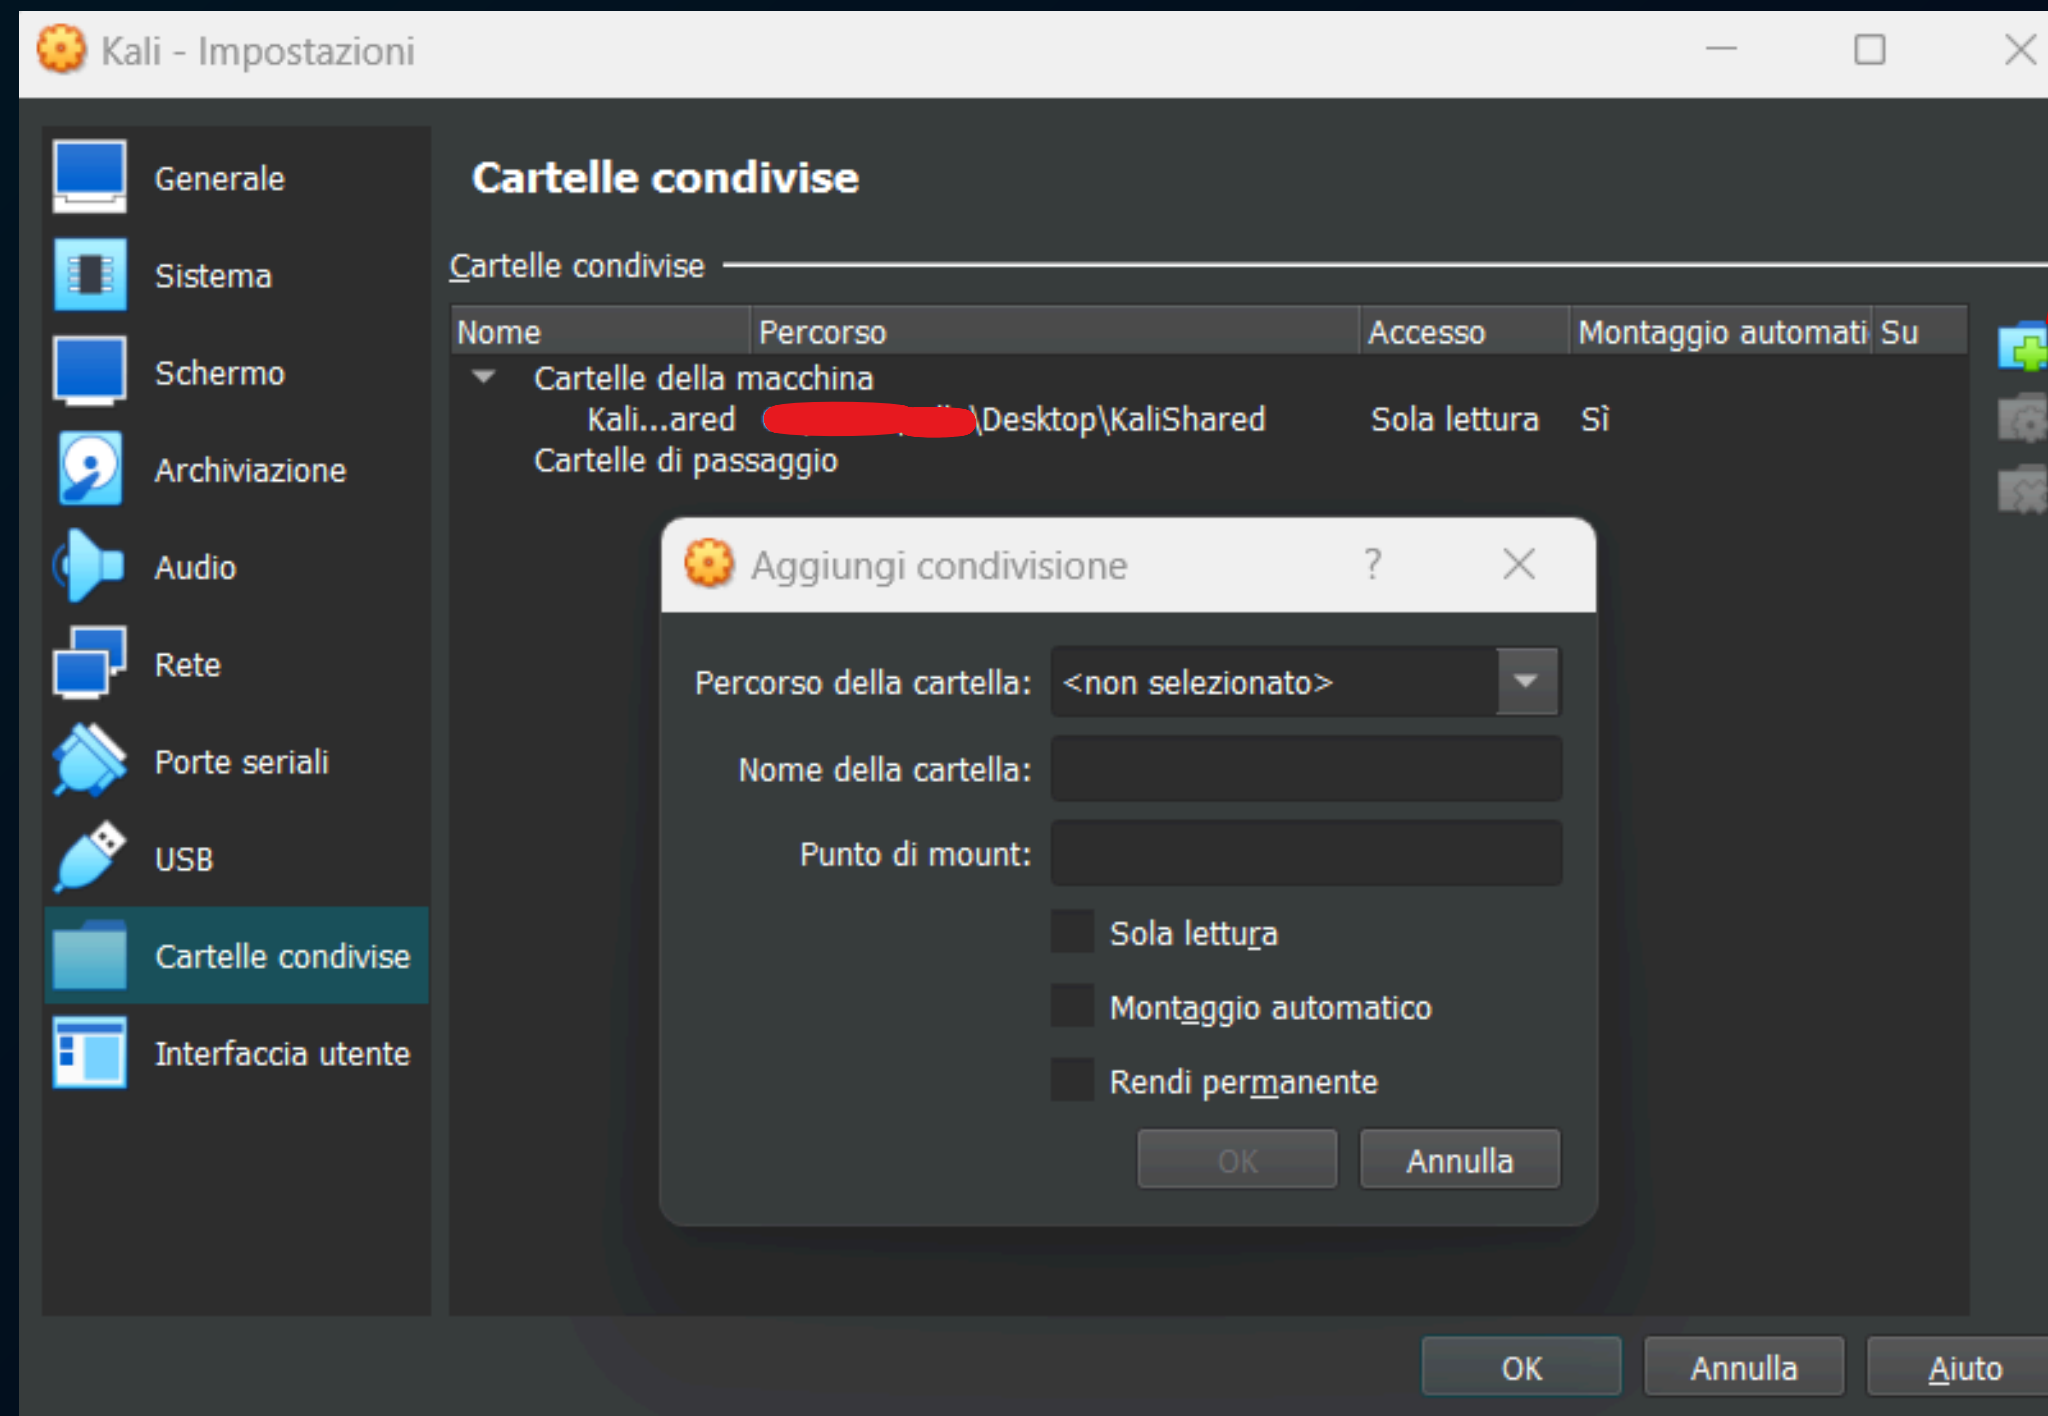 Kali - Impostazioni
Generale
Sistema
Schermo
Archiviazione
Audio
Rete
Porte seriali
USB
Cartelle condivise
Interfaccia utente
Cartelle condivise
Cartelle condivise
Nome Percorso Accesso Montaggio automati Su
Cartelle della macchina
Kali...ared \Desktop\KaliShared Sola lettura Sì
Cartelle di passaggio
Aggiungi condivisione ?
Percorso della cartella: <non selezionato>
Nome della cartella:
Punto di mount:
Sola lettura
Montaggio automatico
Rendi permanente
OK Annulla
OK Annulla Aiuto